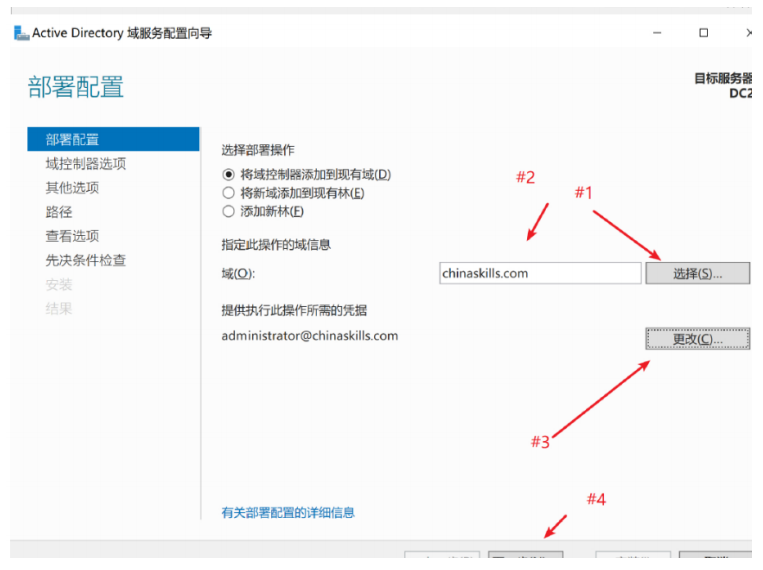 Active Directory 域服务配置向导
部署配置
目标服务器
DC2
部署配置
域控制器选项
其他选项
路径
查看选项
先决条件检查
安装
结果
选择部署操作
将域控制器添加到现有域(D)
将新域添加到现有林(E)
添加新林(F)
#2
#1
指定此操作的域信息
域(O):
chinaskills.com
选择(S)...
提供执行此操作所需的凭据
administrator@chinaskills.com
更改(C)...
#3
#4
有关部署配置的详细信息